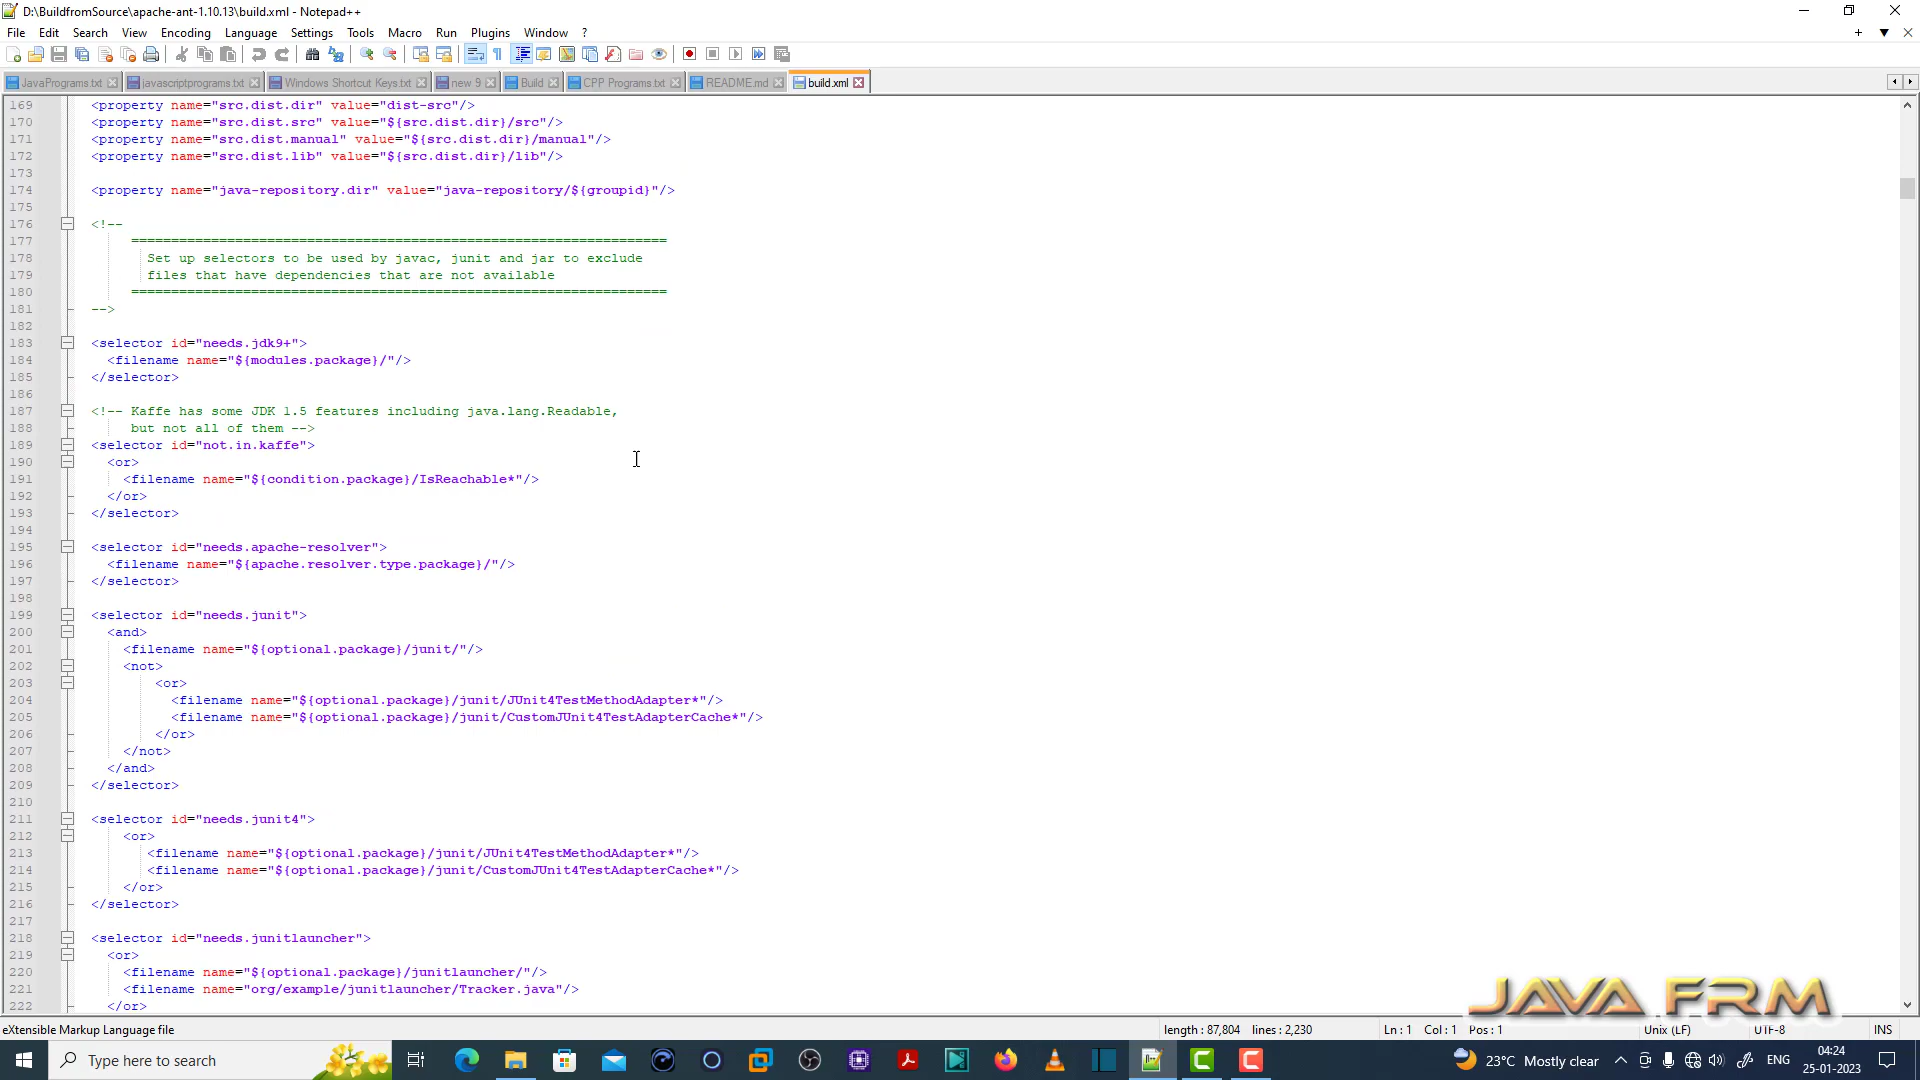 D:\BuildfromSource\apache-ant-1.10.13\build.xml - Notepad++
File Edit Search View Encoding Language Settings Tools Macro Run Plugins Window ?
JavaPrograms.txt javascriptprograms.txt Windows Shortcut Keys.txt new 9 Build CPP Programs.txt README.md build.xml
169 <property name="src.dist.dir" value="dist-src"/>
170 <property name="src.dist.src" value="${src.dist.dir}/src"/>
171 <property name="src.dist.manual" value="${src.dist.dir}/manual"/>
172 <property name="src.dist.lib" value="${src.dist.dir}/lib"/>
173
174 <property name="java-repository.dir" value="java-repository/${groupid}"/>
175
176 <!--
177 ===================================================================
178 Set up selectors to be used by javac, junit and jar to exclude
179 files that have dependencies that are not available
180 ===================================================================
181 -->
182
183 <selector id="needs.jdk9+">
184 <filename name="${modules.package}/"/>
185 </selector>
186
187 <!-- Kaffe has some JDK 1.5 features including java.lang.Readable,
188 but not all of them -->
189 <selector id="not.in.kaffe">
190 <or>
191 <filename name="${condition.package}/IsReachable*"/>
192 </or>
193 </selector>
194
195 <selector id="needs.apache-resolver">
196 <filename name="${apache.resolver.type.package}/"/>
197 </selector>
198
199 <selector id="needs.junit">
200 <and>
201 <filename name="${optional.package}/junit/"/>
202 <not>
203 <or>
204 <filename name="${optional.package}/junit/JUnit4TestMethodAdapter*"/>
205 <filename name="${optional.package}/junit/CustomJUnit4TestAdapterCache*"/>
206 </or>
207 </not>
208 </and>
209 </selector>
210
211 <selector id="needs.junit4">
212 <or>
213 <filename name="${optional.package}/junit/JUnit4TestMethodAdapter*"/>
214 <filename name="${optional.package}/junit/CustomJUnit4TestAdapterCache*"/>
215 </or>
216 </selector>
217
218 <selector id="needs.junitlauncher">
219 <or>
220 <filename name="${optional.package}/junitlauncher/"/>
221 <filename name="org/example/junitlauncher/Tracker.java"/>
222 </or>
JAVA FRM
eXtensible Markup Language file length : 87,804 lines : 2,230 Ln : 1 Col : 1 Pos : 1 Unix (LF) UTF-8 INS
Type here to search 23°C Mostly clear ENG 04:24
25-01-2023